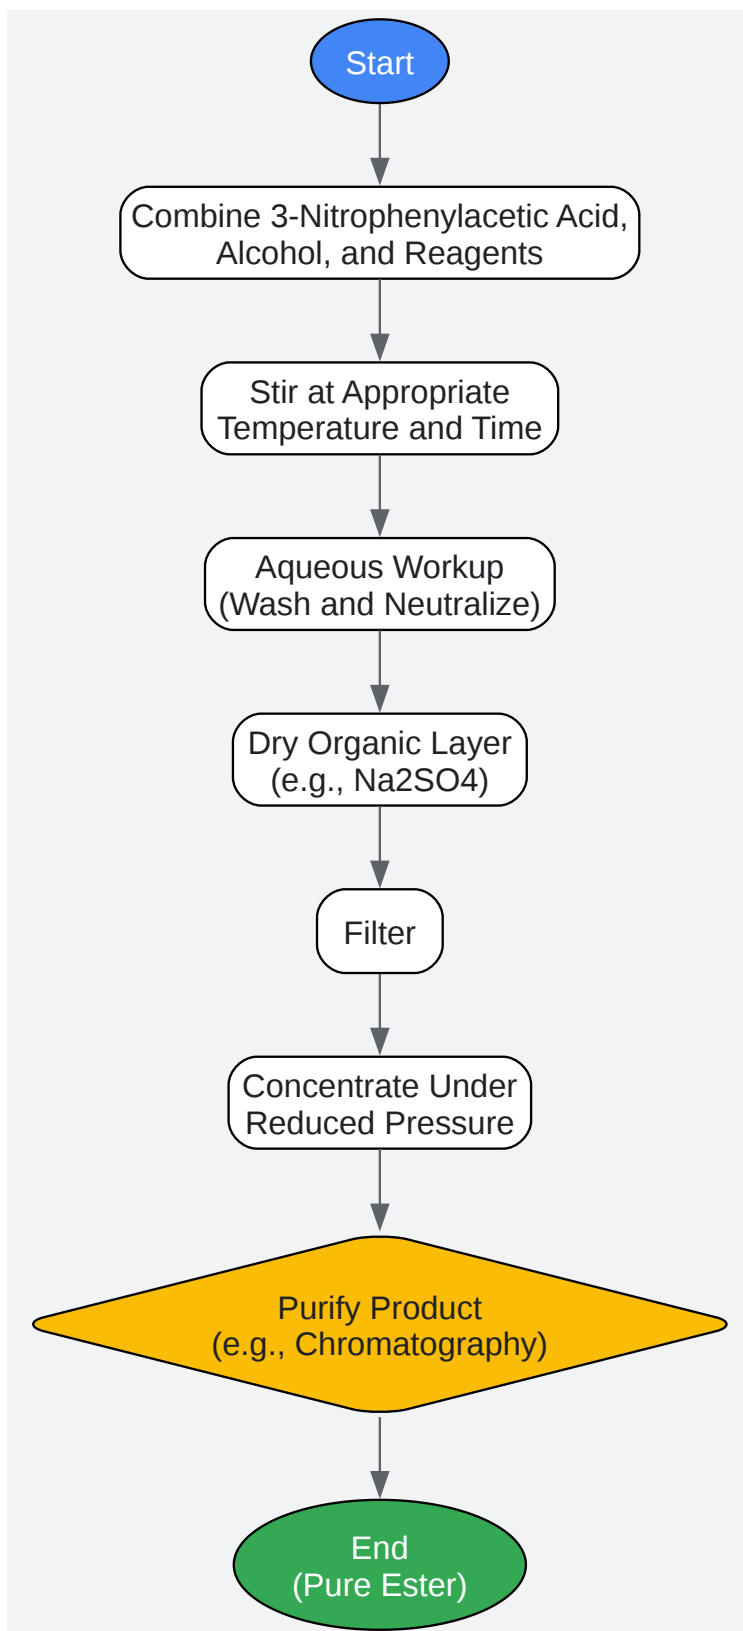 Start
Combine 3-Nitrophenylacetic Acid,
Alcohol, and Reagents
Stir at Appropriate
Temperature and Time
Aqueous Workup
(Wash and Neutralize)
Dry Organic Layer
(e.g., Na2SO4)
Filter
Concentrate Under
Reduced Pressure
Purify Product
(e.g., Chromatography)
End
(Pure Ester)